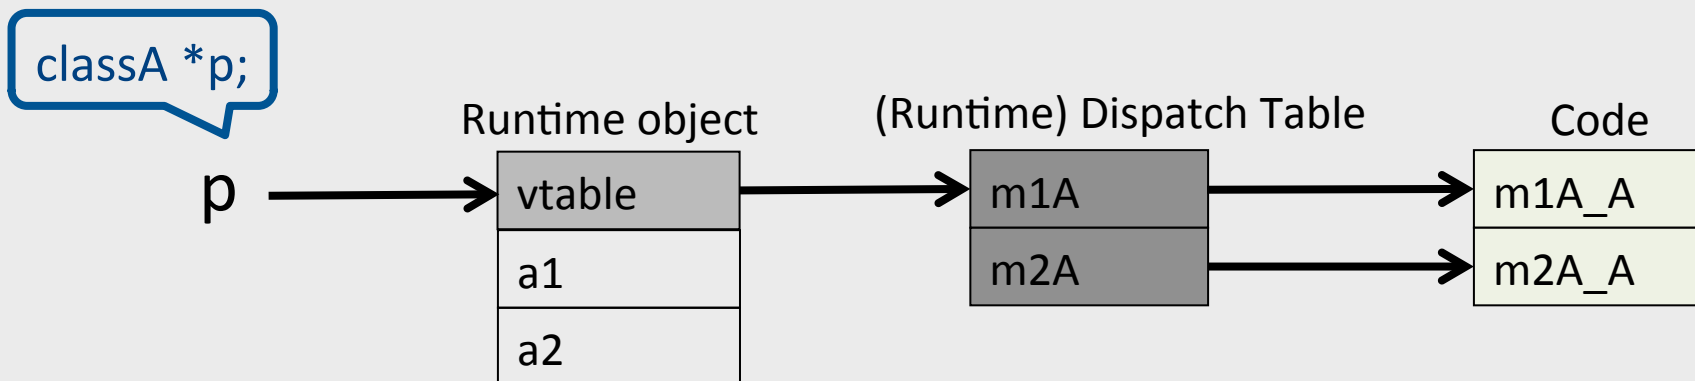 classA *p;
Runtime object
(Runtime) Dispatch Table
Code
p
vtable
m1A
m1A_A
a1
m2A
m2A_A
a2